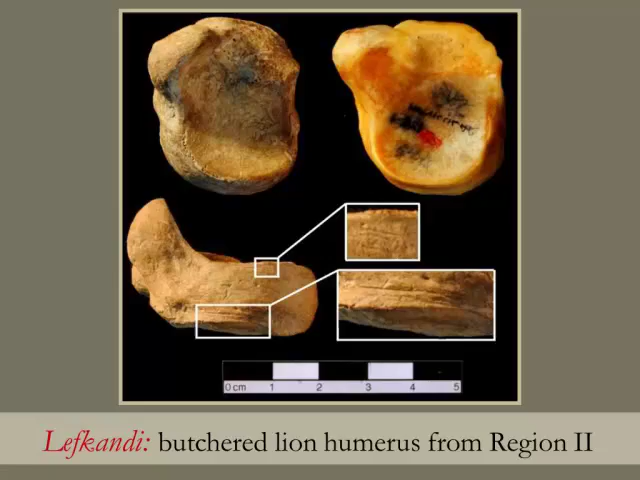 0 cm 1 2 3 4 5
Lefkandi: butchered lion humerus from Region II